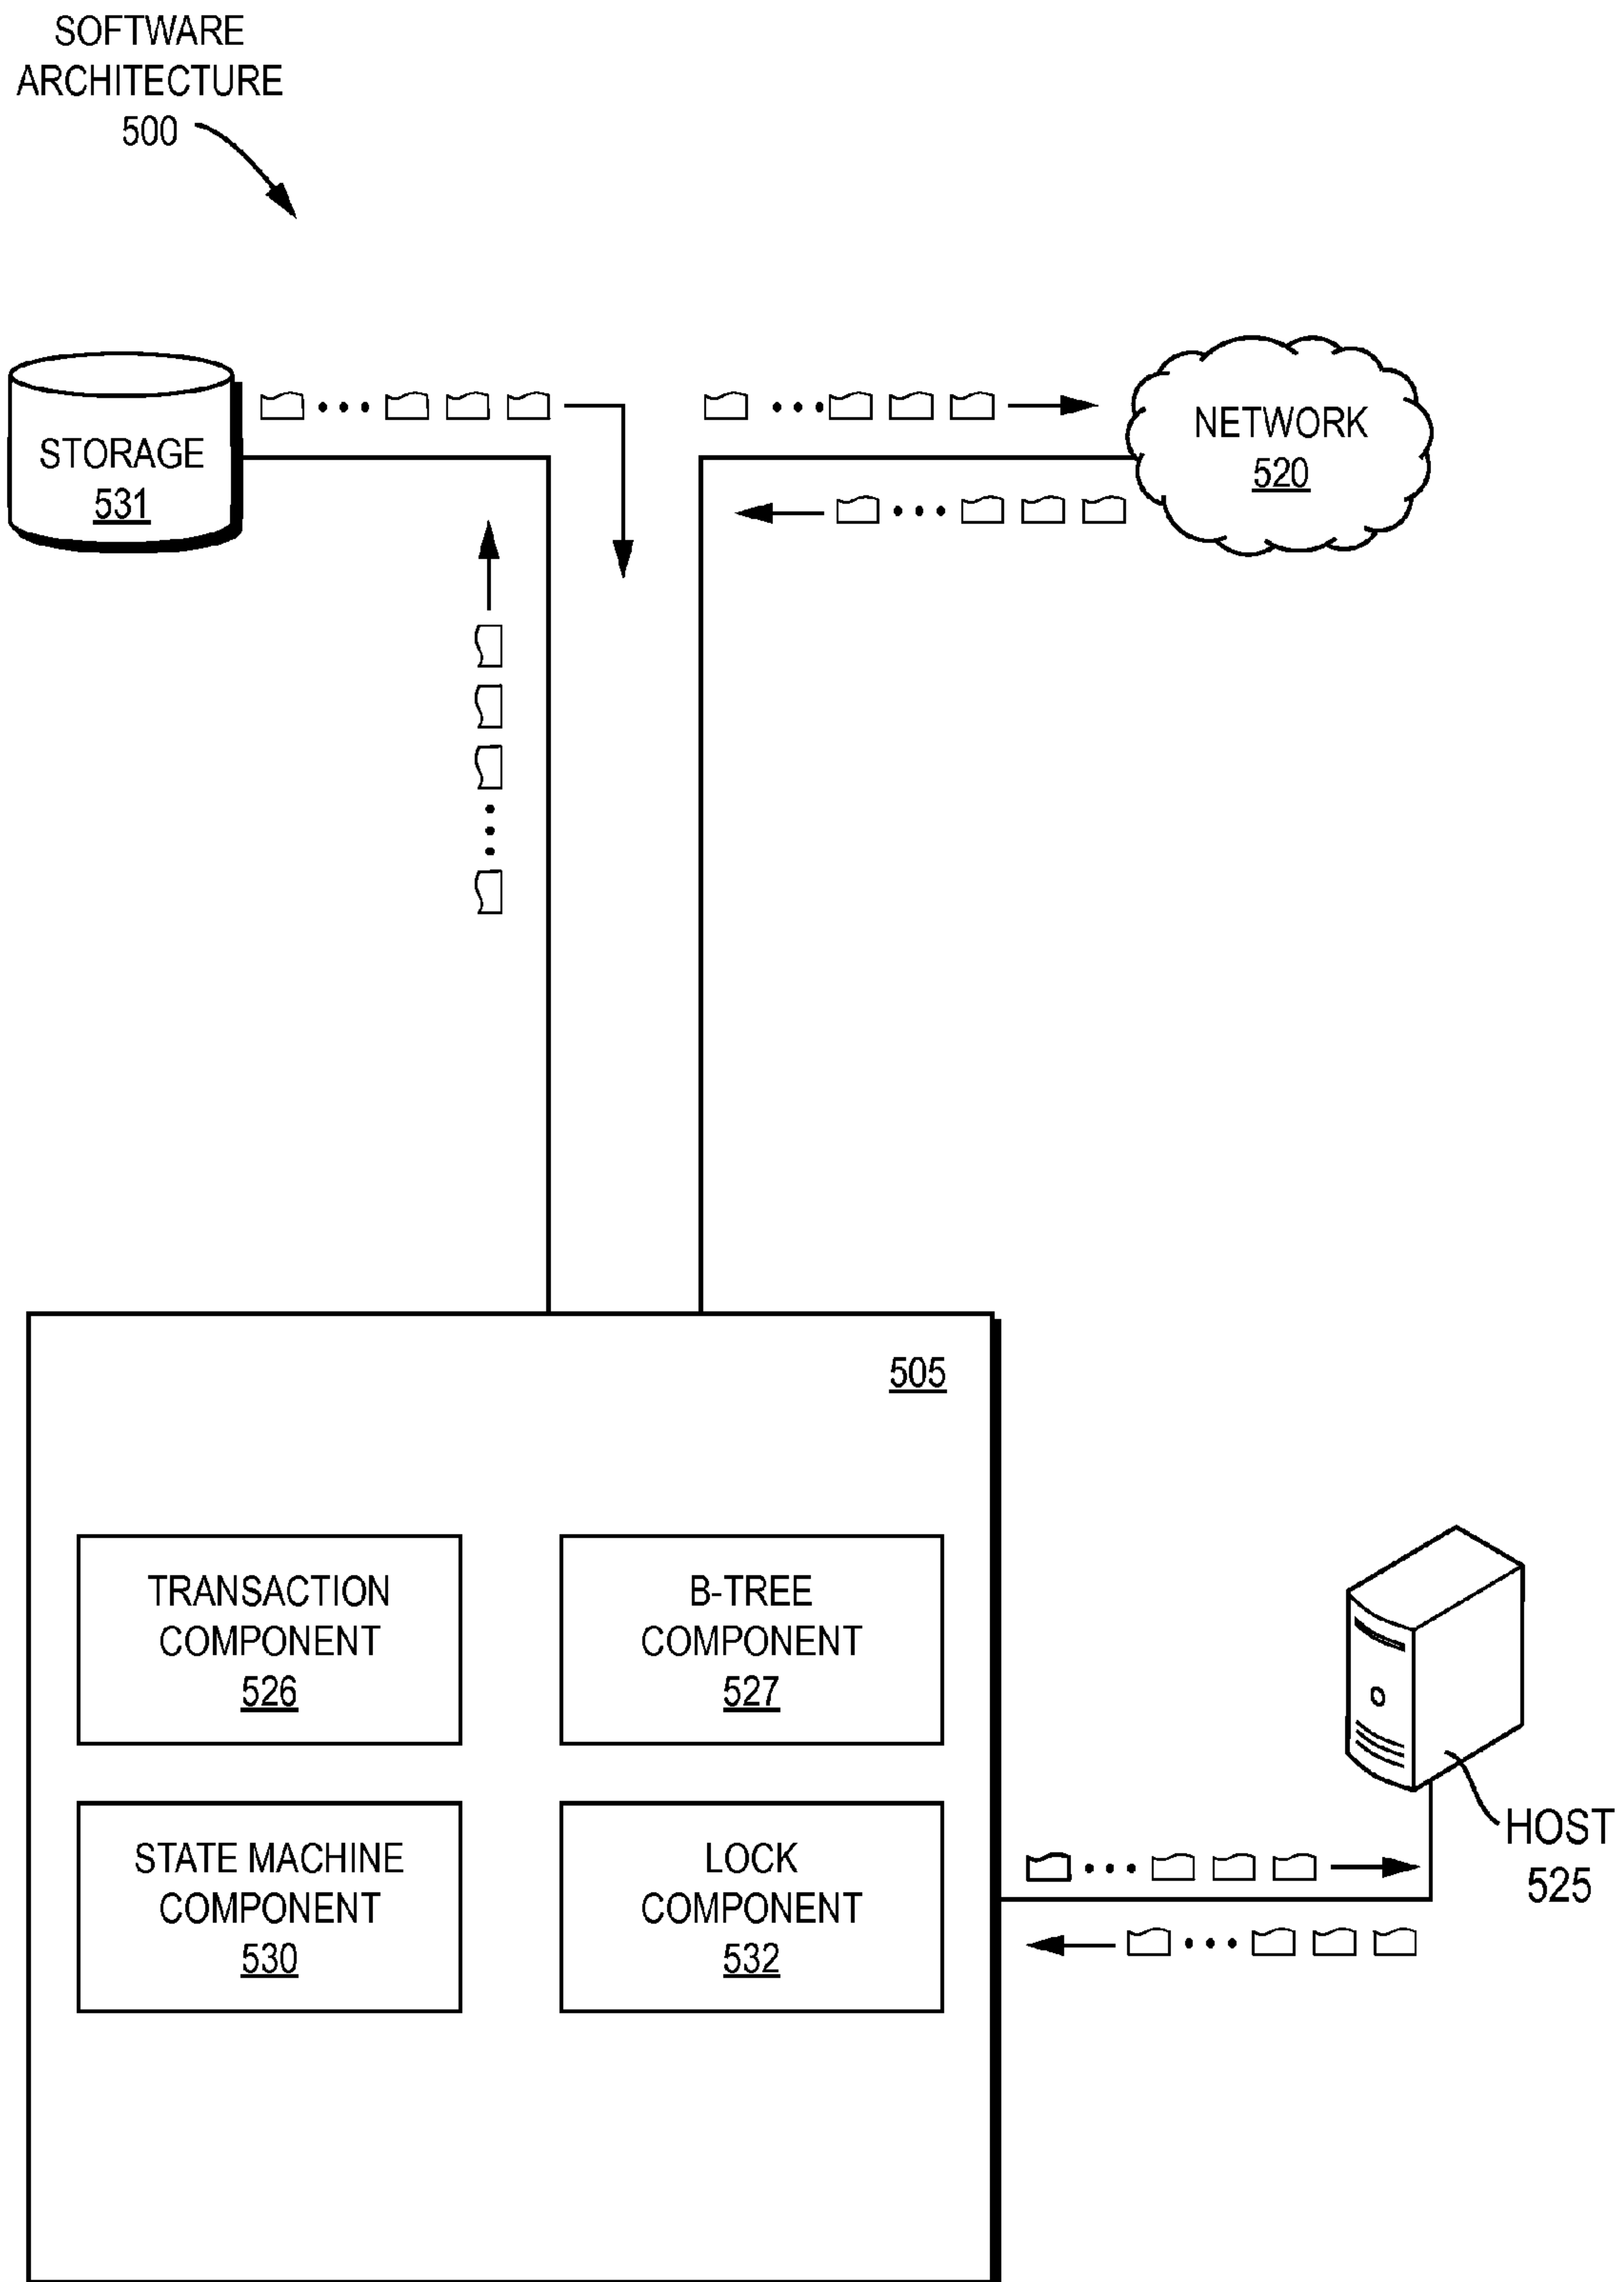 SOFTWARE
ARCHITECTURE
500
STORAGE
531
NETWORK
520
505
TRANSACTION
COMPONENT
526
B-TREE
COMPONENT
527
STATE MACHINE
COMPONENT
530
LOCK
COMPONENT
532
HOST
525